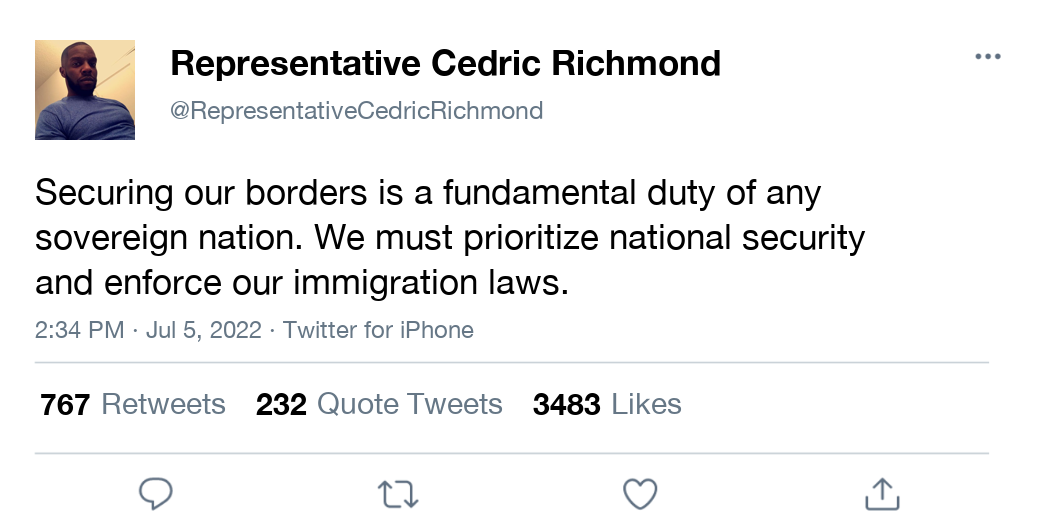 Representative Cedric Richmond
@RepresentativeCedricRichmond
Securing our borders is a fundamental duty of any
sovereign nation. We must prioritize national security
and enforce our immigration laws.
2:34 PM · Jul 5, 2022 · Twitter for iPhone
767 Retweets 232 Quote Tweets 3483 Likes